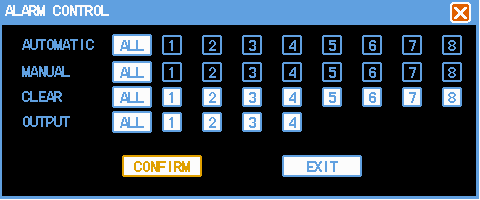 ALARM CONTROL
AUTOMATIC ALL 1 2 3 4 5 6 7 8
MANUAL ALL 1 2 3 4 5 6 7 8
CLEAR ALL 1 2 3 4 5 6 7 8
OUTPUT ALL 1 2 3 4
CONFIRM EXIT